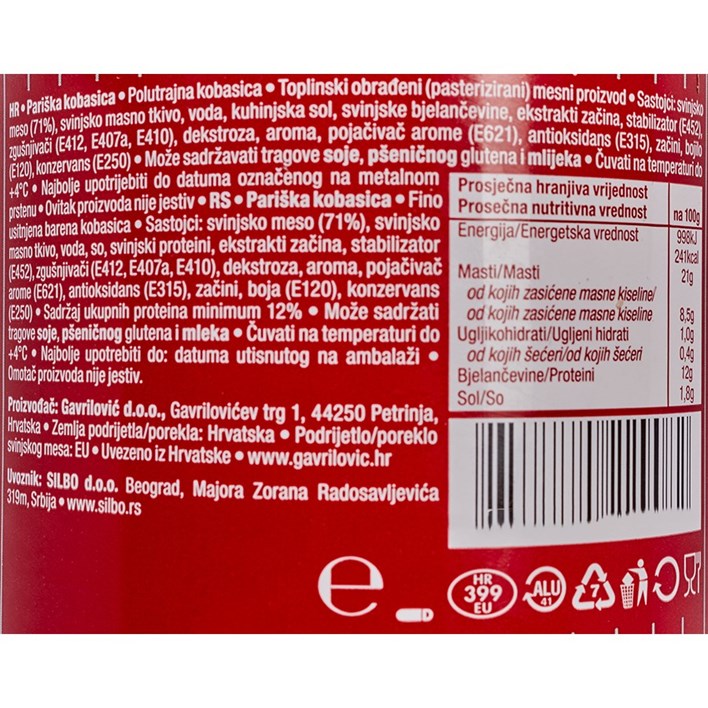 HR • Pariška kobasica • Polutrajna kobasica • Toplinski obrađeni (pasterizirani) mesni proizvod • Sastojci: svinjsko
meso (71%), svinjsko masno tkivo, voda, kuhinjska sol, svinjske bjelančevine, ekstrakti začina, stabilizator (E452),
zgušnjivači (E412, E407a, E410), dekstroza, aroma, pojačivač arome (E621), antioksidans (E315), začini, bojilo
(E120), konzervans (E250) • Može sadržavati tragove soje, pšeničnog glutena i mlijeka • Čuvati na temperaturi do
+4°C • Najbolje upotrijebiti do datuma označenog na metalnom
prstenu • Ovitak proizvoda nije jestiv • RS • Pariška kobasica • Fino
usitnjena barena kobasica • Sastojci: svinjsko meso (71%), svinjsko
masno tkivo, voda, so, svinjski proteini, ekstrakti začina, stabilizator
(E452), zgušnjivači (E412, E407a, E410), dekstroza, aroma, pojačivač
arome (E621), antioksidans (E315), začini, boja (E120), konzervans
(E250) • Sadržaj ukupnih proteina minimum 12% • Može sadržati
tragove soje, pšeničnog glutena i mleka • Čuvati na temperaturi do
+4°C • Najbolje upotrebiti do: datuma utisnutog na ambalaži •
Omotač proizvoda nije jestiv.
Proizvođač: Gavrilović d.o.o., Gavrilovićev trg 1, 44250 Petrinja,
Hrvatska • Zemlja podrijetla/porekla: Hrvatska • Podrijetlo/poreklo
svinjskog mesa: EU • Uvezeno iz Hrvatske • www.gavrilovic.hr
Uvoznik: SILBO d.o.o. Beograd, Majora Zorana Radosavljevića
319m, Srbija • www.silbo.rs
Prosječna hranjiva vrijednost
Prosečna nutritivna vrednost na 100g
Energija/Energetska vrednost 998kJ
241kcal
Masti/Masti 21g
od kojih zasićene masne kiseline/
od kojih zasićene masne kiseline 8,5g
Ugljikohidrati/Ugljeni hidrati 1,0g
od kojih šećeri/od kojih šećeri 0,4g
Bjelančevine/Proteini 12g
Sol/So 1,8g
e
HR
399
EU
ALU
41
7